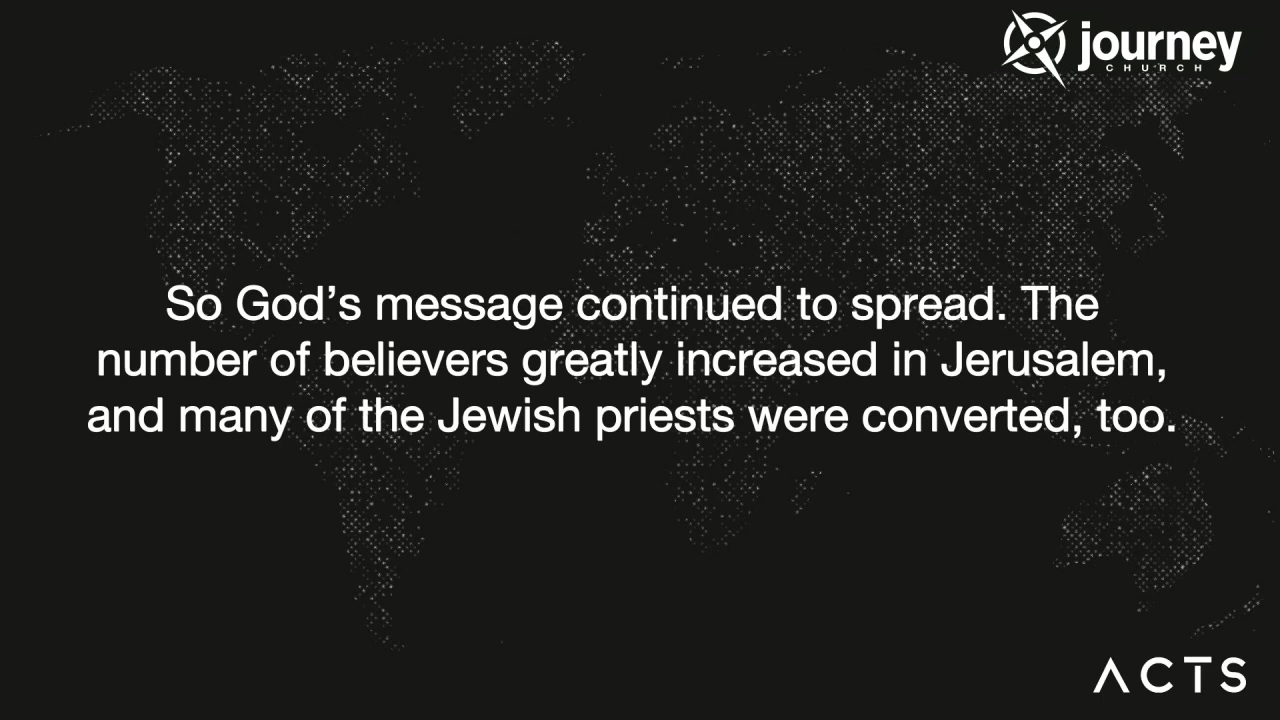 journey
CHURCH
So God’s message continued to spread. The
number of believers greatly increased in Jerusalem,
and many of the Jewish priests were converted, too.
ACTS